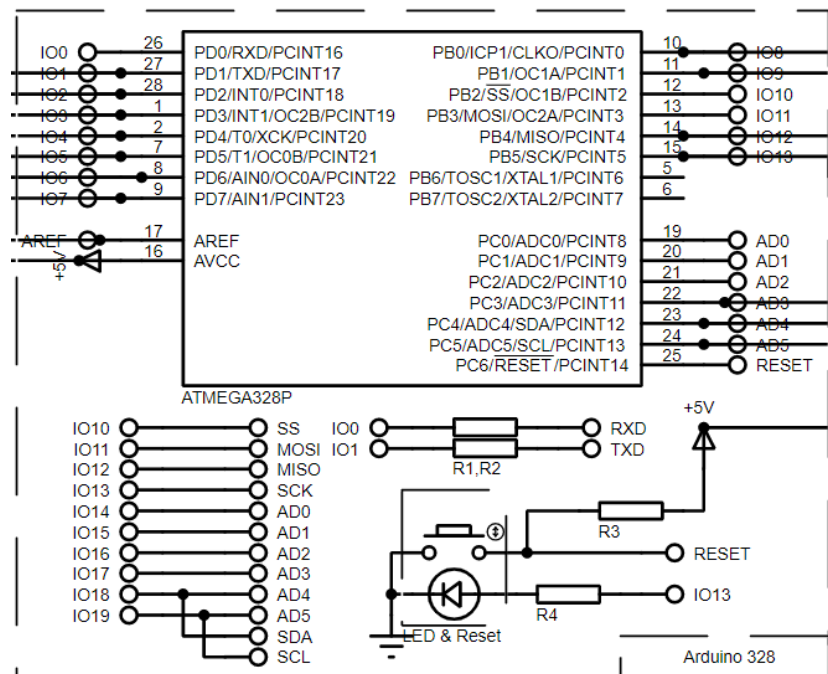 IO0 26 PD0/RXD/PCINT16 PB0/ICP1/CLKO/PCINT0 10 IO8
IO1 27 PD1/TXD/PCINT17 PB1/OC1A/PCINT1 11 IO9
IO2 28 PD2/INT0/PCINT18 PB2/SS/OC1B/PCINT2 12 IO10
IO3 1 PD3/INT1/OC2B/PCINT19 PB3/MOSI/OC2A/PCINT3 13 IO11
IO4 2 PD4/T0/XCK/PCINT20 PB4/MISO/PCINT4 14 IO12
IO5 7 PD5/T1/OC0B/PCINT21 PB5/SCK/PCINT5 15 IO13
IO6 8 PD6/AIN0/OC0A/PCINT22 PB6/TOSC1/XTAL1/PCINT6 5
IO7 9 PD7/AIN1/PCINT23 PB7/TOSC2/XTAL2/PCINT7 6
AREF 17 AREF PC0/ADC0/PCINT8 19 AD0
+5V 16 AVCC PC1/ADC1/PCINT9 20 AD1
PC2/ADC2/PCINT10 21 AD2
PC3/ADC3/PCINT11 22 AD3
PC4/ADC4/SDA/PCINT12 23 AD4
PC5/ADC5/SCL/PCINT13 24 AD5
PC6/RESET/PCINT14 25 RESET
ATMEGA328P
IO10 SS
IO11 MOSI
IO12 MISO
IO13 SCK
IO14 AD0
IO15 AD1
IO16 AD2
IO17 AD3
IO18 AD4
IO19 AD5
SDA
SCL
IO0 RXD
IO1 TXD
R1,R2
+5V
R3
RESET
R4 IO13
LED & Reset
Arduino 328